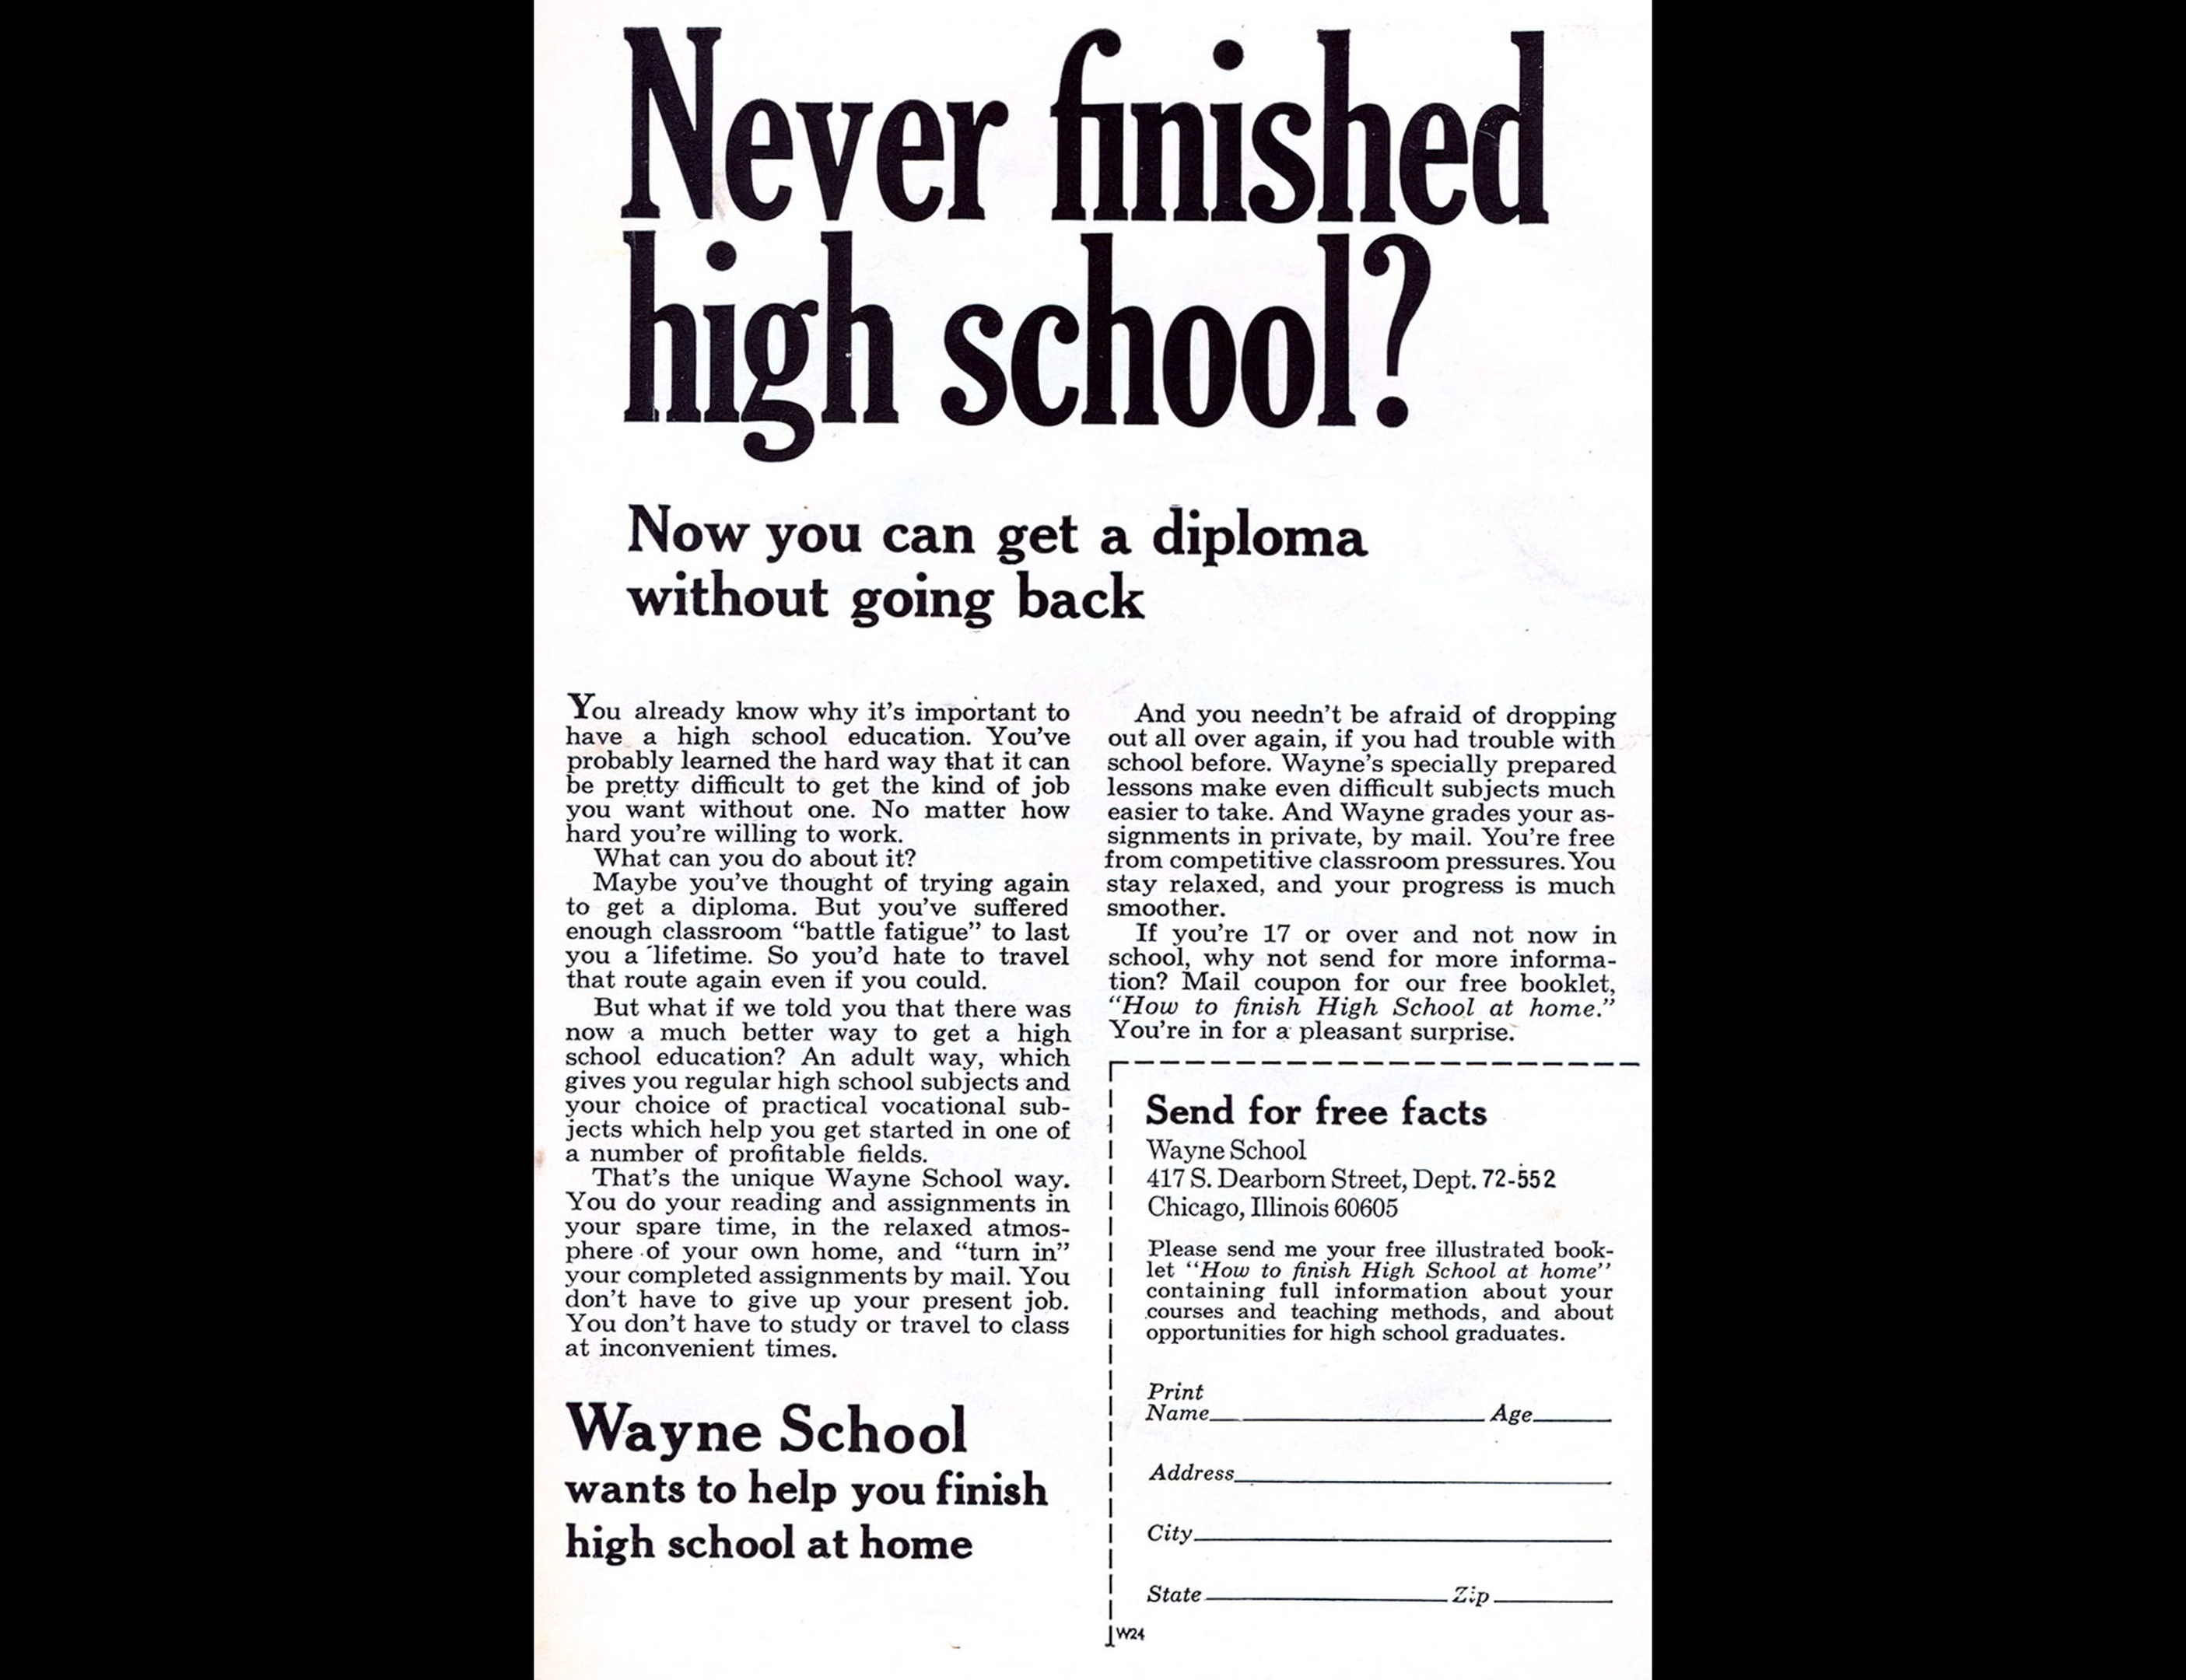 Never finished
high school?
Now you can get a diploma
without going back
You already know why it's important to
have a high school education. You've
probably learned the hard way that it can
be pretty difficult to get the kind of job
you want without one. No matter how
hard you're willing to work.
What can you do about it?
Maybe you've thought of trying again
to get a diploma. But you've suffered
enough classroom “battle fatigue” to last
you a lifetime. So you'd hate to travel
that route again even if you could.
But what if we told you that there was
now a much better way to get a high
school education? An adult way, which
gives you regular high school subjects and
your choice of practical vocational sub-
jects which help you get started in one of
a number of profitable fields.
That's the unique Wayne School way.
You do your reading and assignments in
your spare time, in the relaxed atmos-
phere of your own home, and “turn in”
your completed assignments by mail. You
don't have to give up your present job.
You don't have to study or travel to class
at inconvenient times.
Wayne School
wants to help you finish
high school at home
And you needn't be afraid of dropping
out all over again, if you had trouble with
school before. Wayne's specially prepared
lessons make even difficult subjects much
easier to take. And Wayne grades your as-
signments in private, by mail. You're free
from competitive classroom pressures. You
stay relaxed, and your progress is much
smoother.
If you're 17 or over and not now in
school, why not send for more informa-
tion? Mail coupon for our free booklet,
“How to finish High School at home.”
You're in for a pleasant surprise.
Send for free facts
Wayne School
417 S. Dearborn Street, Dept. 72-552
Chicago, Illinois 60605
Please send me your free illustrated book-
let “How to finish High School at home”
containing full information about your
courses and teaching methods, and about
opportunities for high school graduates.
Print
Name Age
Address
City
State Zip
W24